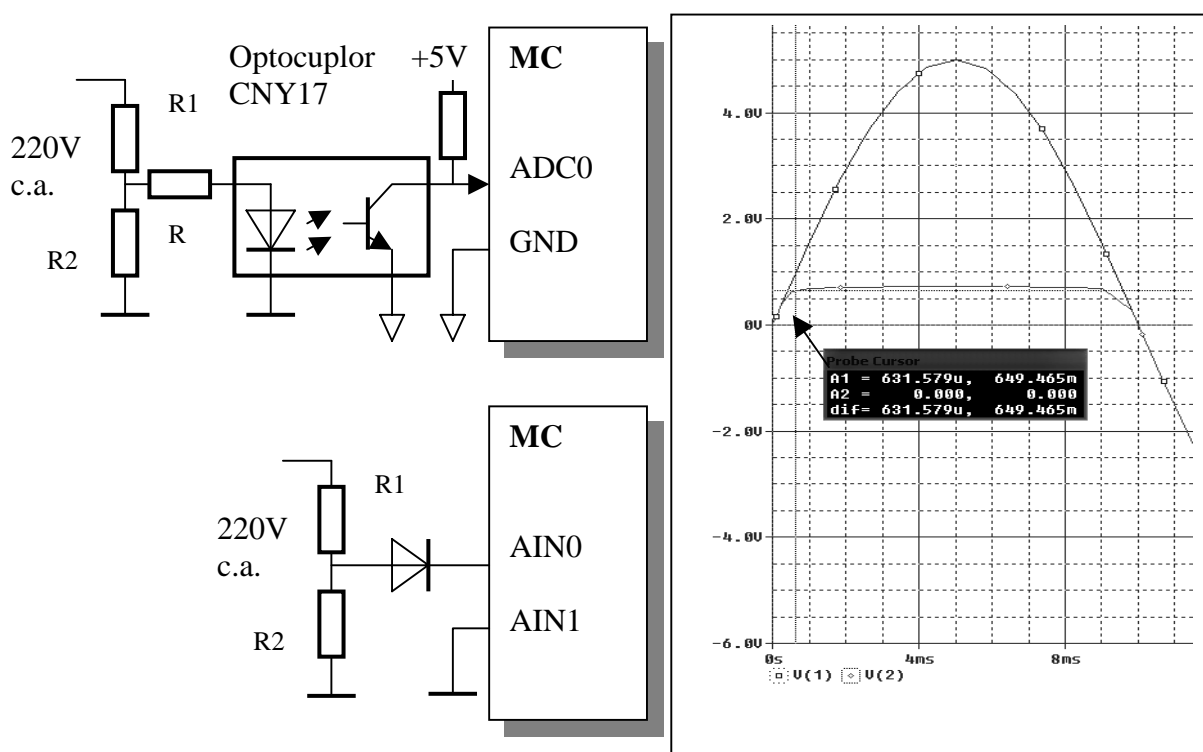 Optocuplor
CNY17
+5V
MC
R1
220V
c.a.
ADC0
R2
R
GND
MC
R1
220V
c.a.
AIN0
R2
AIN1
4.0V
2.0V
0V
-2.0V
-4.0V
-6.0V
0s 4ms 8ms
V(1) V(2)
Probe Cursor
A1 = 631.579u, 649.465m
A2 = 0.000, 0.000
dif= 631.579u, 649.465m